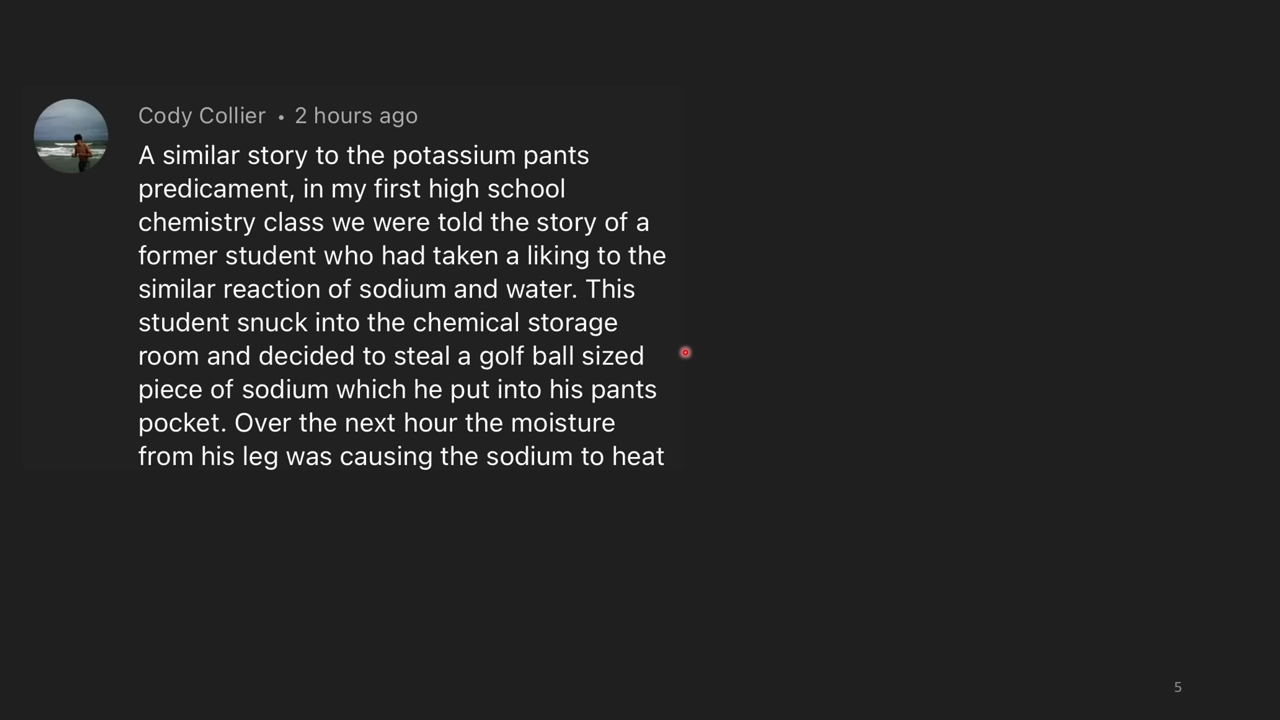 Cody Collier • 2 hours ago
A similar story to the potassium pants
predicament, in my first high school
chemistry class we were told the story of a
former student who had taken a liking to the
similar reaction of sodium and water. This
student snuck into the chemical storage
room and decided to steal a golf ball sized
piece of sodium which he put into his pants
pocket. Over the next hour the moisture
from his leg was causing the sodium to heat
5